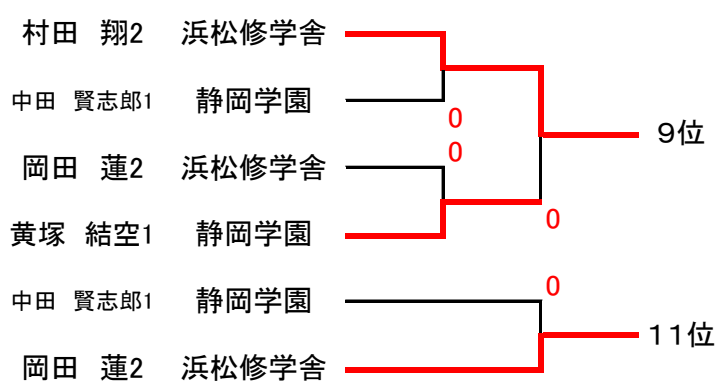 村田　翔2　浜松修学舎
中田　賢志郎1　静岡学園
0
9位
0
岡田　蓮2　浜松修学舎
0
黄塚　結空1　静岡学園
0
中田　賢志郎1　静岡学園
11位
岡田　蓮2　浜松修学舎